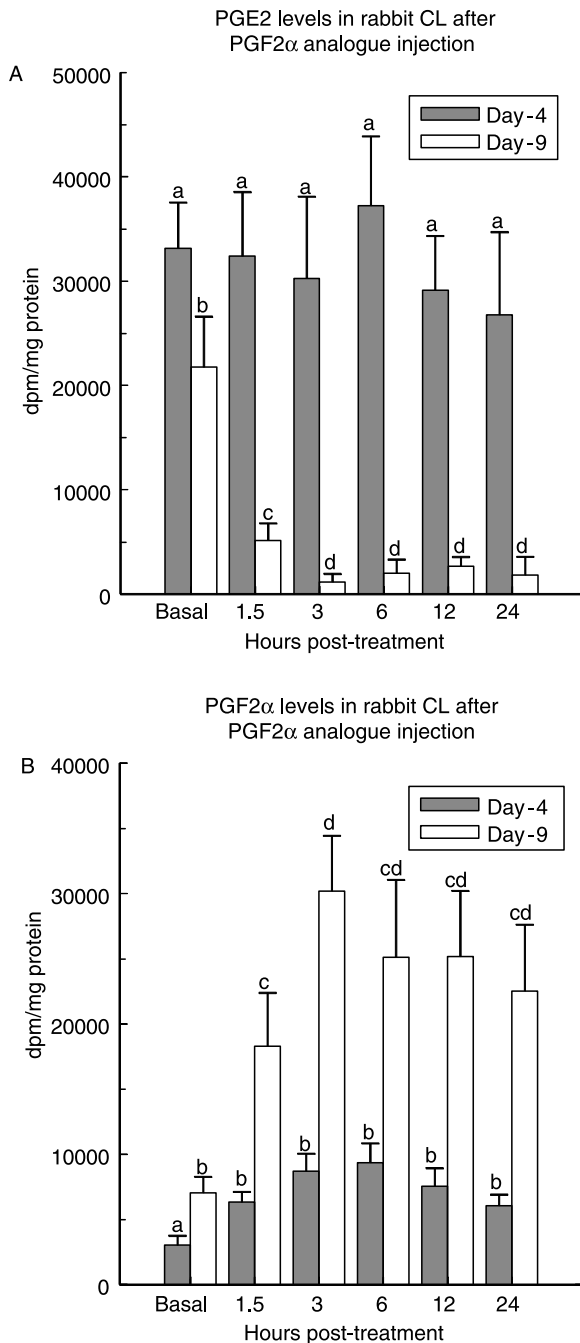 PGE2 levels in rabbit CL after
PGF2α analogue injection
A
50000
40000
30000
20000
10000
0
dpm/mg protein
Day-4
Day-9
a
a
a
a
a
a
b
c
d
d
d
d
Basal 1.5 3 6 12 24
Hours post-treatment
PGF2α levels in rabbit CL after
PGF2α analogue injection
B
40000
30000
20000
10000
0
dpm/mg protein
Day-4
Day-9
a
b
b
c
b
d
b
cd
b
cd
b
cd
Basal 1.5 3 6 12 24
Hours post-treatment